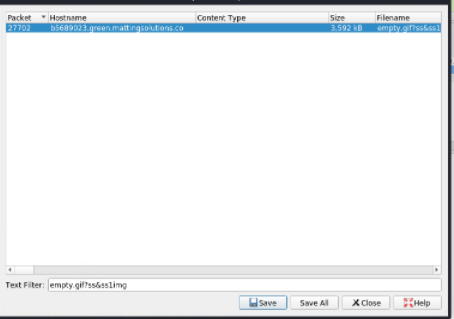 Packet Hostname Content Type Size Filename
27702 b5689023.green.mattingsolutions.co 3,592 kB empty.gif?ss&ss1
Text Filter: empty.gif?ss&ss1img
Save Save All Close Help